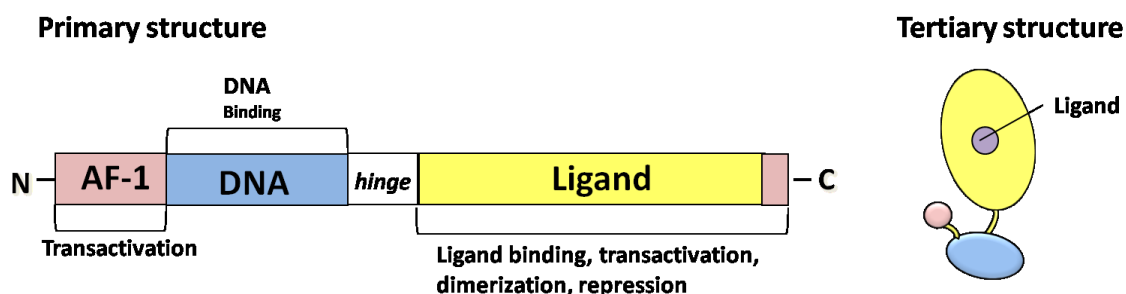 Primary structure
Tertiary structure
DNA
Binding
Ligand
N
AF-1
DNA
hinge
Ligand
C
Transactivation
Ligand binding, transactivation,
dimerization, repression